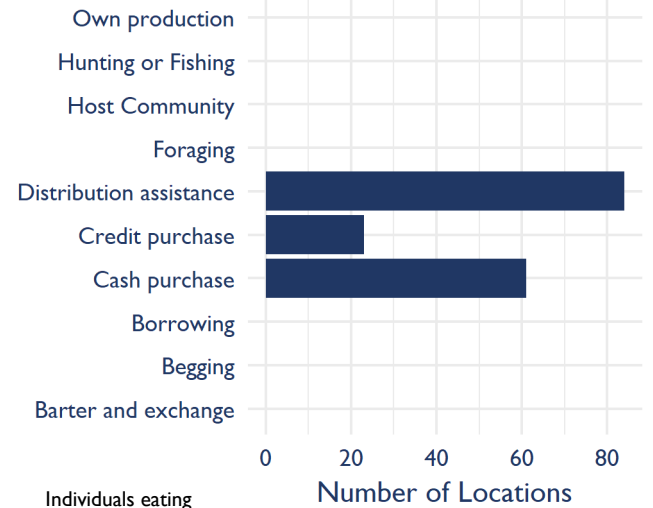 Own production
Hunting or Fishing
Host Community
Foraging
Distribution assistance
Credit purchase
Cash purchase
Borrowing
Begging
Barter and exchange
0 20 40 60 80
Number of Locations
Individuals eating